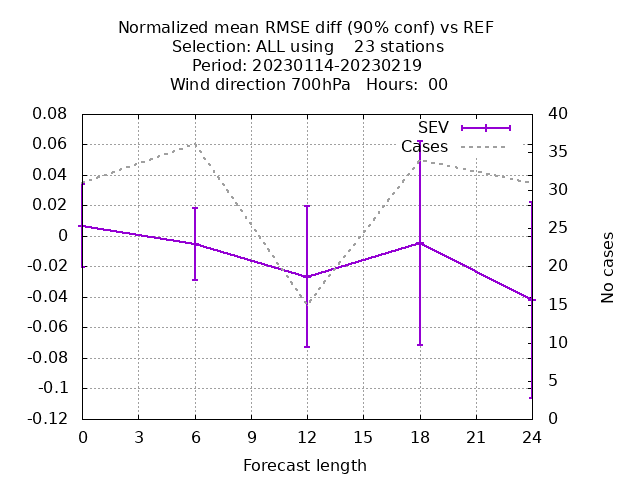 Normalized mean RMSE diff (90% conf) vs REF
Selection: ALL using    23 stations
Period: 20230114-20230219
Wind direction 700hPa   Hours:  00
SEV
Cases
0.08
0.06
0.04
0.02
0
-0.02
-0.04
-0.06
-0.08
-0.1
-0.12
40
35
30
25
20
15
10
5
0
No cases
0 3 6 9 12 15 18 21 24
Forecast length